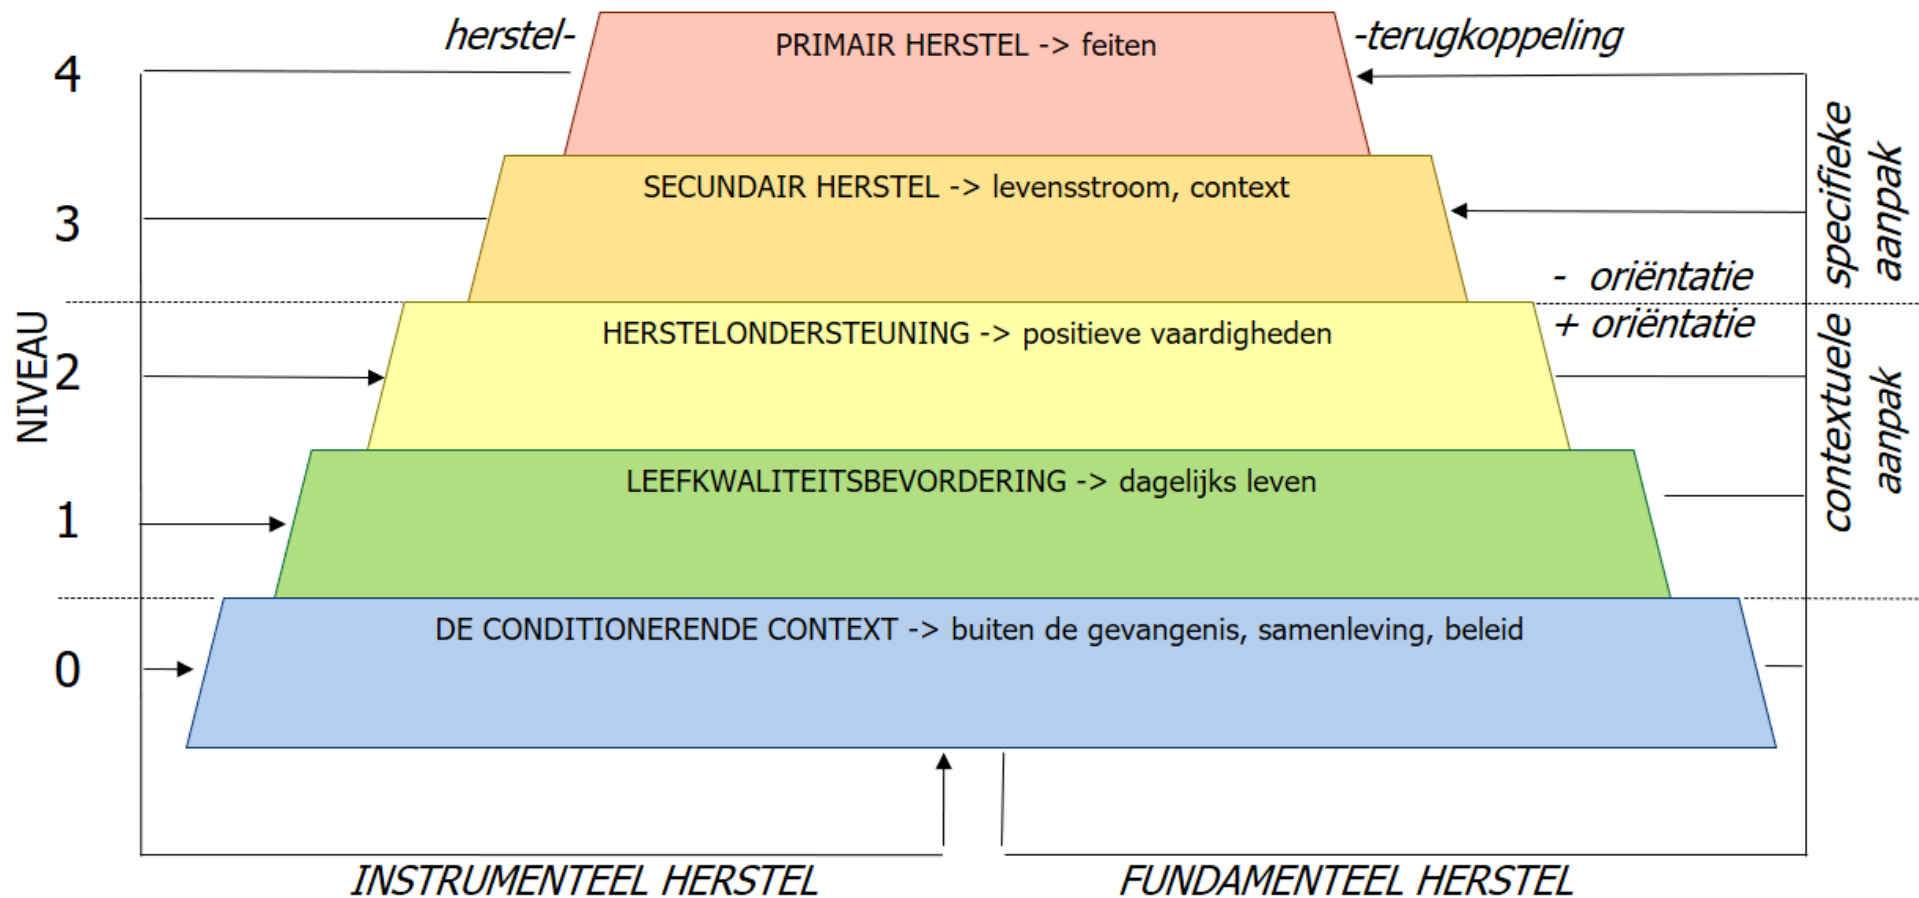 herstel-
PRIMAIR HERSTEL -> feiten
-terugkoppeling
4
SECUNDAIR HERSTEL -> levensstroom, context
3
specifieke
aanpak
- oriëntatie
+ oriëntatie
NIVEAU
HERSTELONDERSTEUNING -> positieve vaardigheden
2
contextuele
aanpak
LEEFKWALITEITSBEVORDERING -> dagelijks leven
1
DE CONDITIONERENDE CONTEXT -> buiten de gevangenis, samenleving, beleid
0
INSTRUMENTEEL HERSTEL
FUNDAMENTEEL HERSTEL